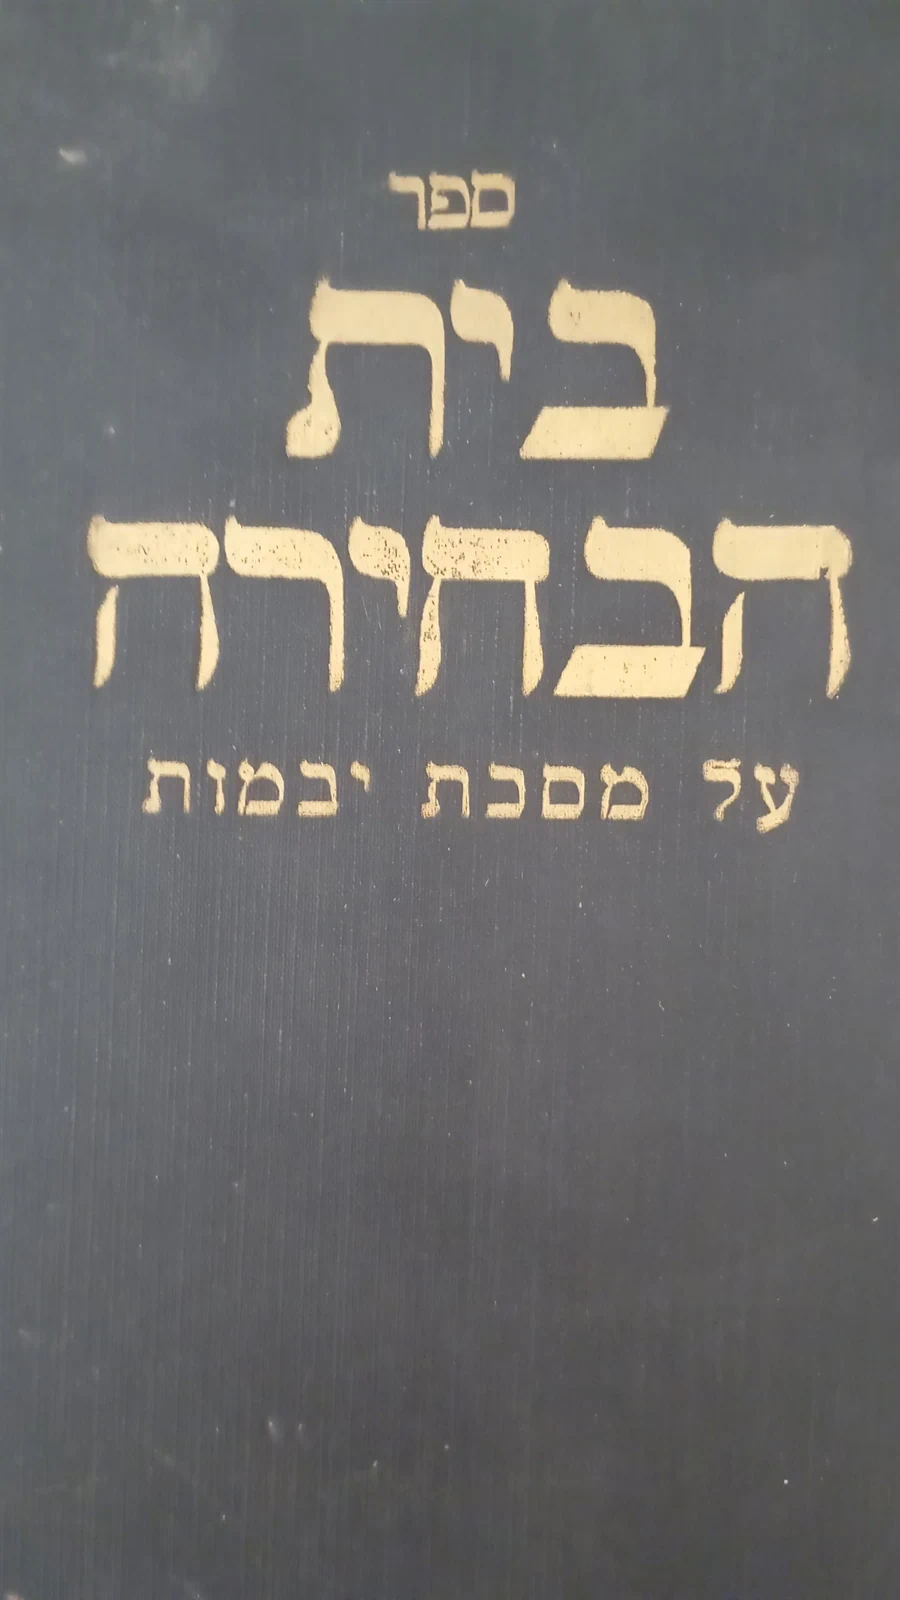 ספר
בית
הבחירה
על מסכת יבמות